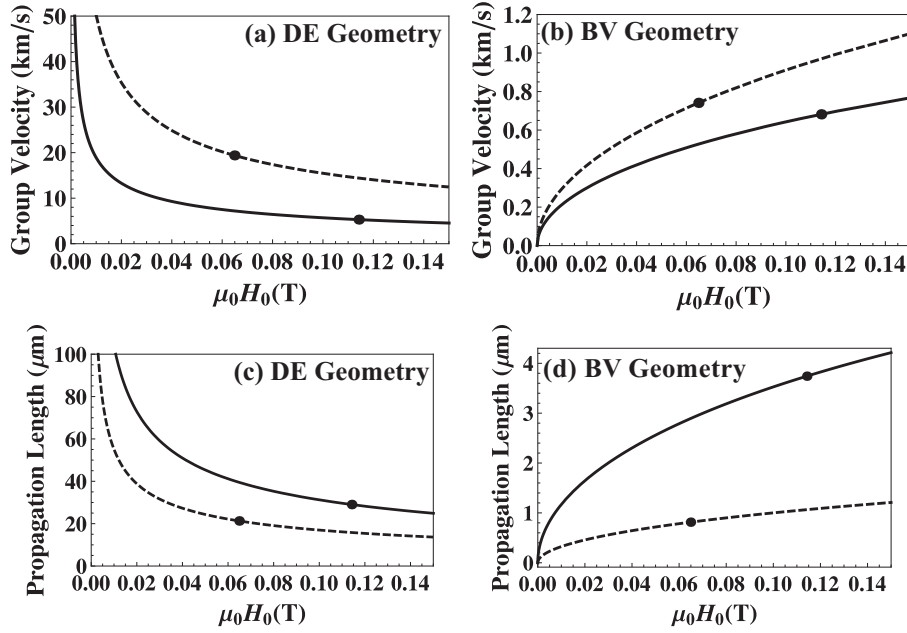 (a) DE Geometry
Group Velocity (km/s)
50
40
30
20
10
0
0.00 0.02 0.04 0.06 0.08 0.10 0.12 0.14
μ₀H₀(T)
(b) BV Geometry
Group Velocity (km/s)
1.2
1.0
0.8
0.6
0.4
0.2
0.0
0.00 0.02 0.04 0.06 0.08 0.10 0.12 0.14
μ₀H₀(T)
(c) DE Geometry
Propagation Length (μm)
100
80
60
40
20
0
0.00 0.02 0.04 0.06 0.08 0.10 0.12 0.14
μ₀H₀(T)
(d) BV Geometry
Propagation Length (μm)
4
3
2
1
0
0.00 0.02 0.04 0.06 0.08 0.10 0.12 0.14
μ₀H₀(T)